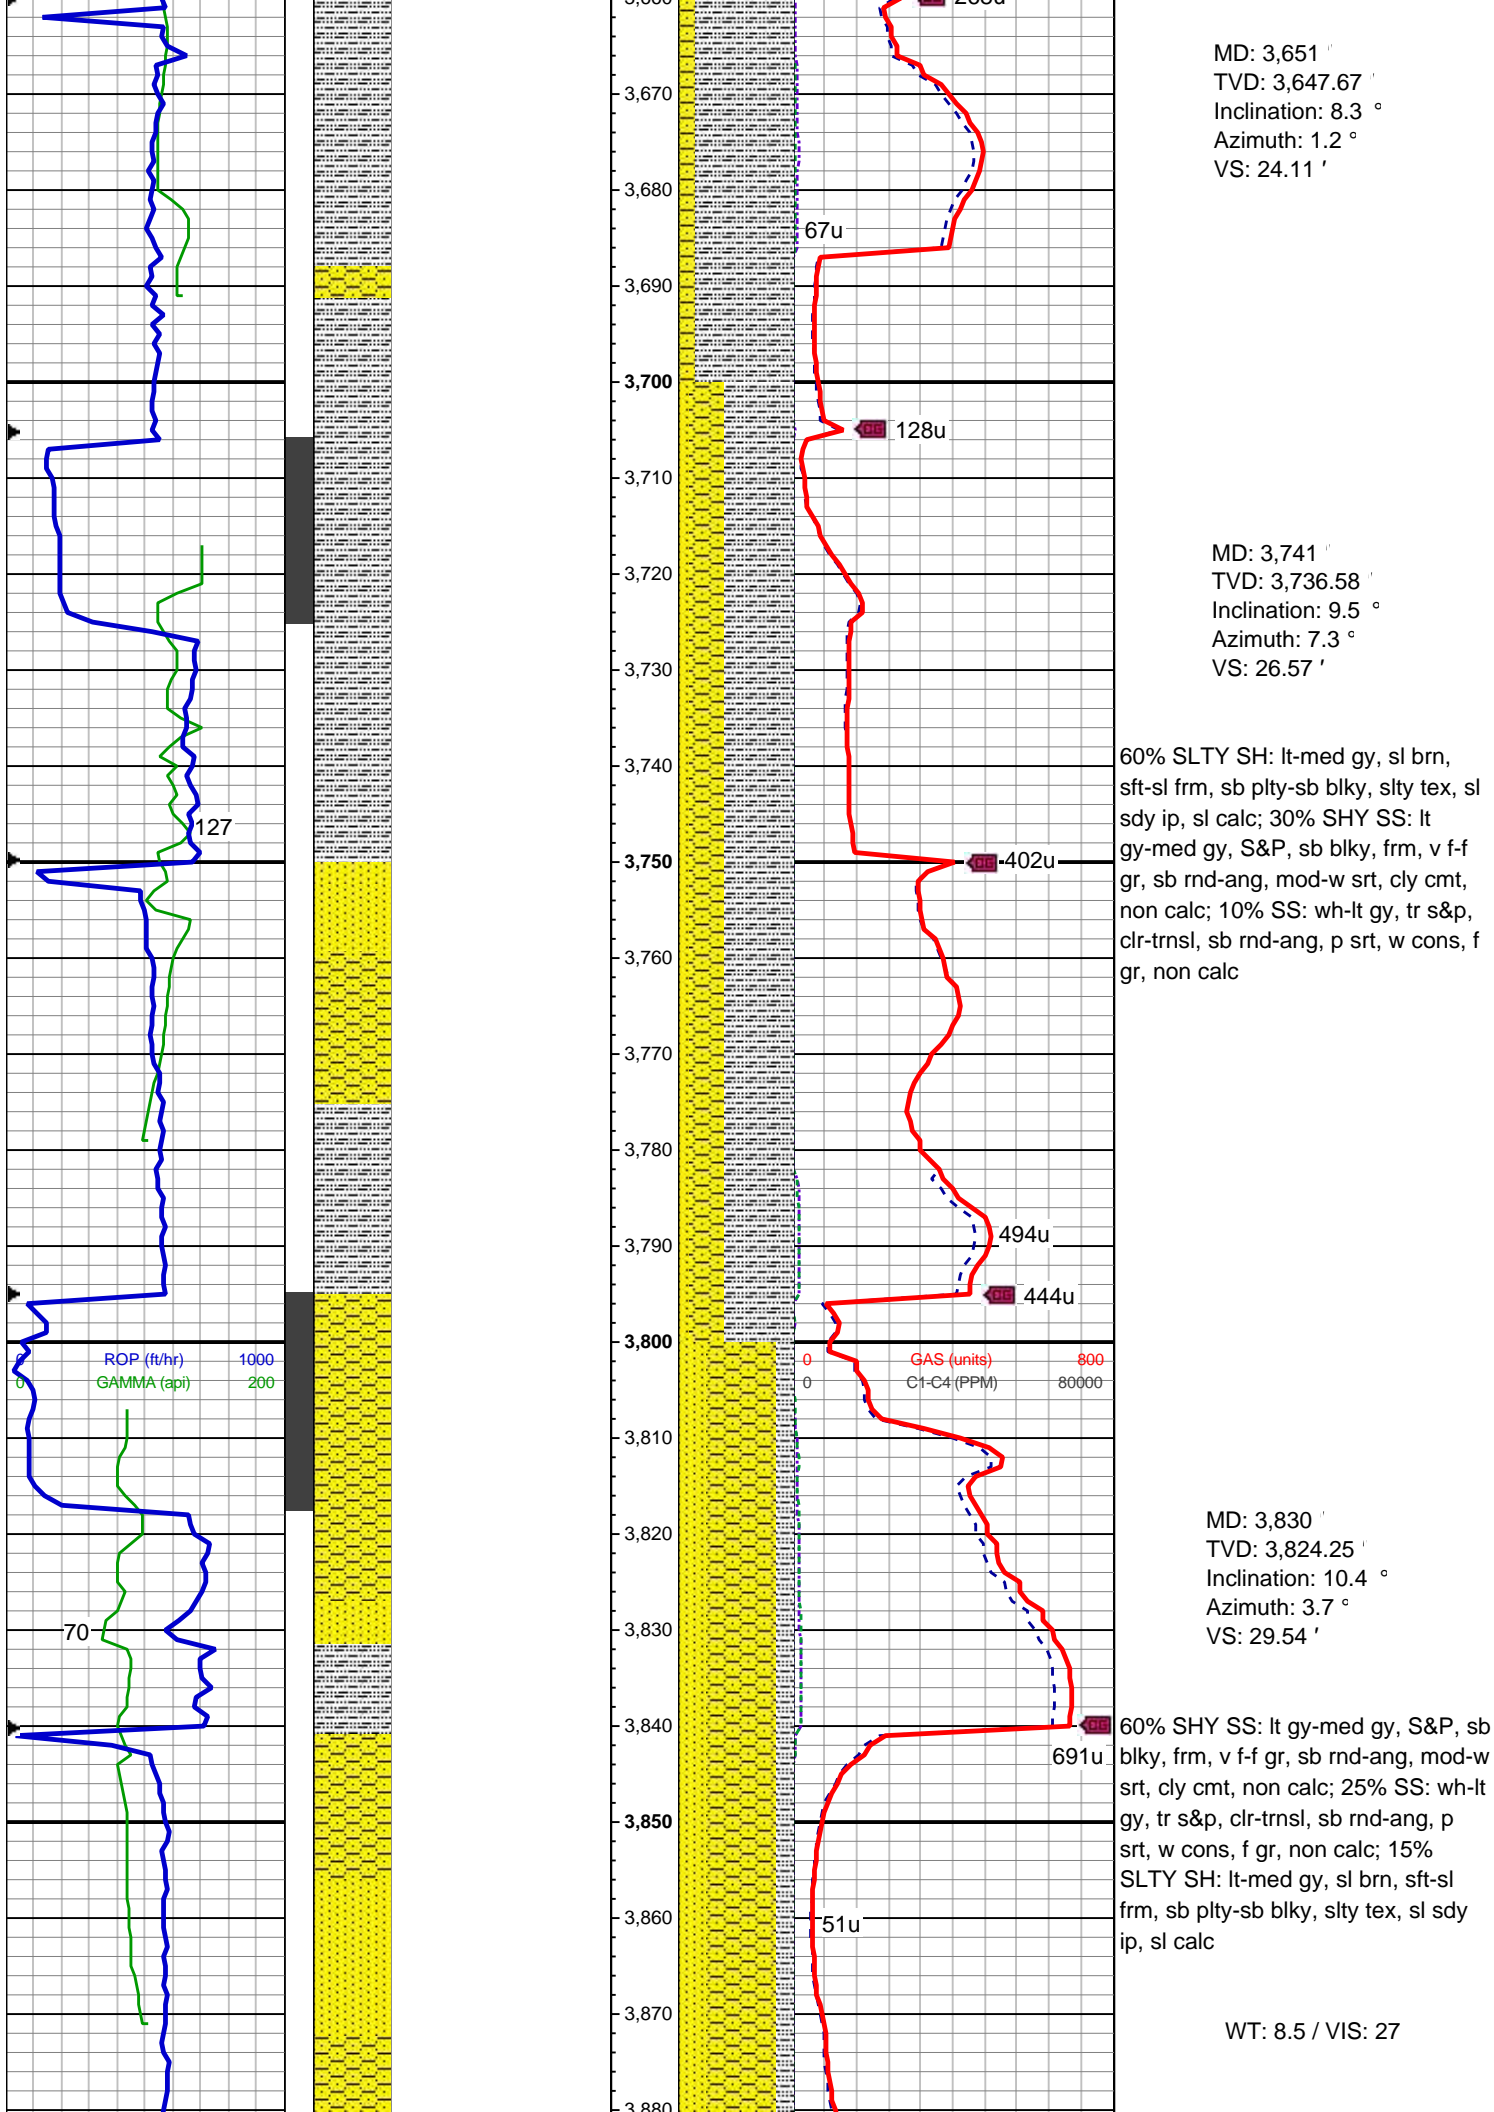 MD: 3,651 '
TVD: 3,647.67 '
Inclination: 8.3 °
Azimuth: 1.2 °
VS: 24.11 '
3,670
3,680
67u
3,690
3,700
CG 128u
3,710
3,720
MD: 3,741 '
TVD: 3,736.58 '
Inclination: 9.5 °
Azimuth: 7.3 °
VS: 26.57 '
3,730
3,740
60% SLTY SH: lt-med gy, sl brn,
sft-sl frm, sb plty-sb blky, slty tex, sl
sdy ip, sl calc; 30% SHY SS: lt
gy-med gy, S&P, sb blky, frm, v f-f
gr, sb rnd-ang, mod-w srt, cly cmt,
non calc; 10% SS: wh-lt gy, tr s&p,
clr-trnsl, sb rnd-ang, p srt, w cons, f
gr, non calc
127
3,750
CG 402u
3,760
3,770
3,780
494u
3,790
CG 444u
3,800
0 ROP (ft/hr) 1000
0 GAMMA (api) 200
0 GAS (units) 800
0 C1-C4 (PPM) 80000
3,810
3,820
MD: 3,830 '
TVD: 3,824.25 '
Inclination: 10.4 °
Azimuth: 3.7 °
VS: 29.54 '
70
3,830
3,840
CG
691u
60% SHY SS: lt gy-med gy, S&P, sb
blky, frm, v f-f gr, sb rnd-ang, mod-w
srt, cly cmt, non calc; 25% SS: wh-lt
gy, tr s&p, clr-trnsl, sb rnd-ang, p
srt, w cons, f gr, non calc; 15%
SLTY SH: lt-med gy, sl brn, sft-sl
frm, sb plty-sb blky, slty tex, sl sdy
ip, sl calc
3,850
3,860
51u
3,870
WT: 8.5 / VIS: 27
3,880